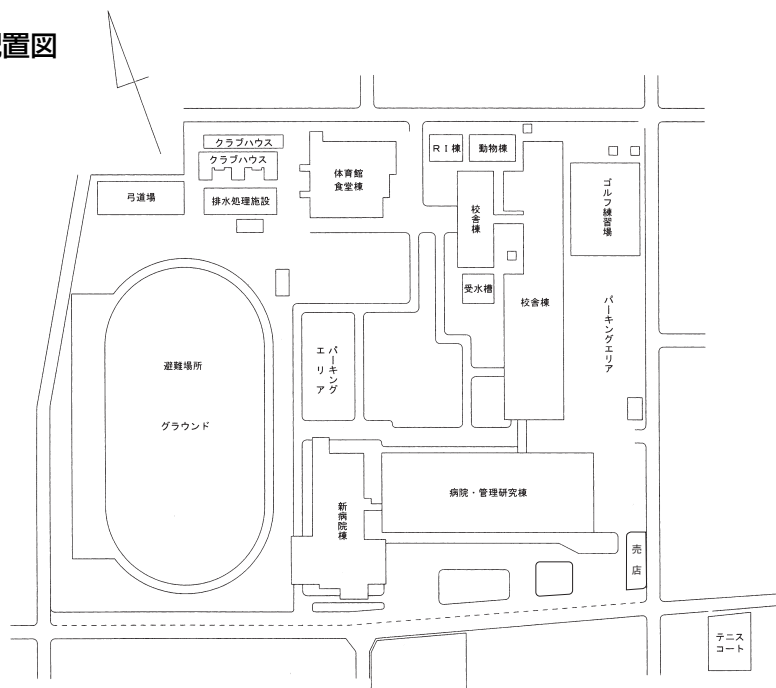 置図
クラブハウス
クラブハウス
弓道場
排水処理施設
体育館
食堂棟
RI棟
動物棟
校舎棟
ゴルフ練習場
受水槽
校舎棟
パーキングエリア
パーキング
エリア
避難場所
グラウンド
新病院棟
病院・管理研究棟
売店
テニス
コート